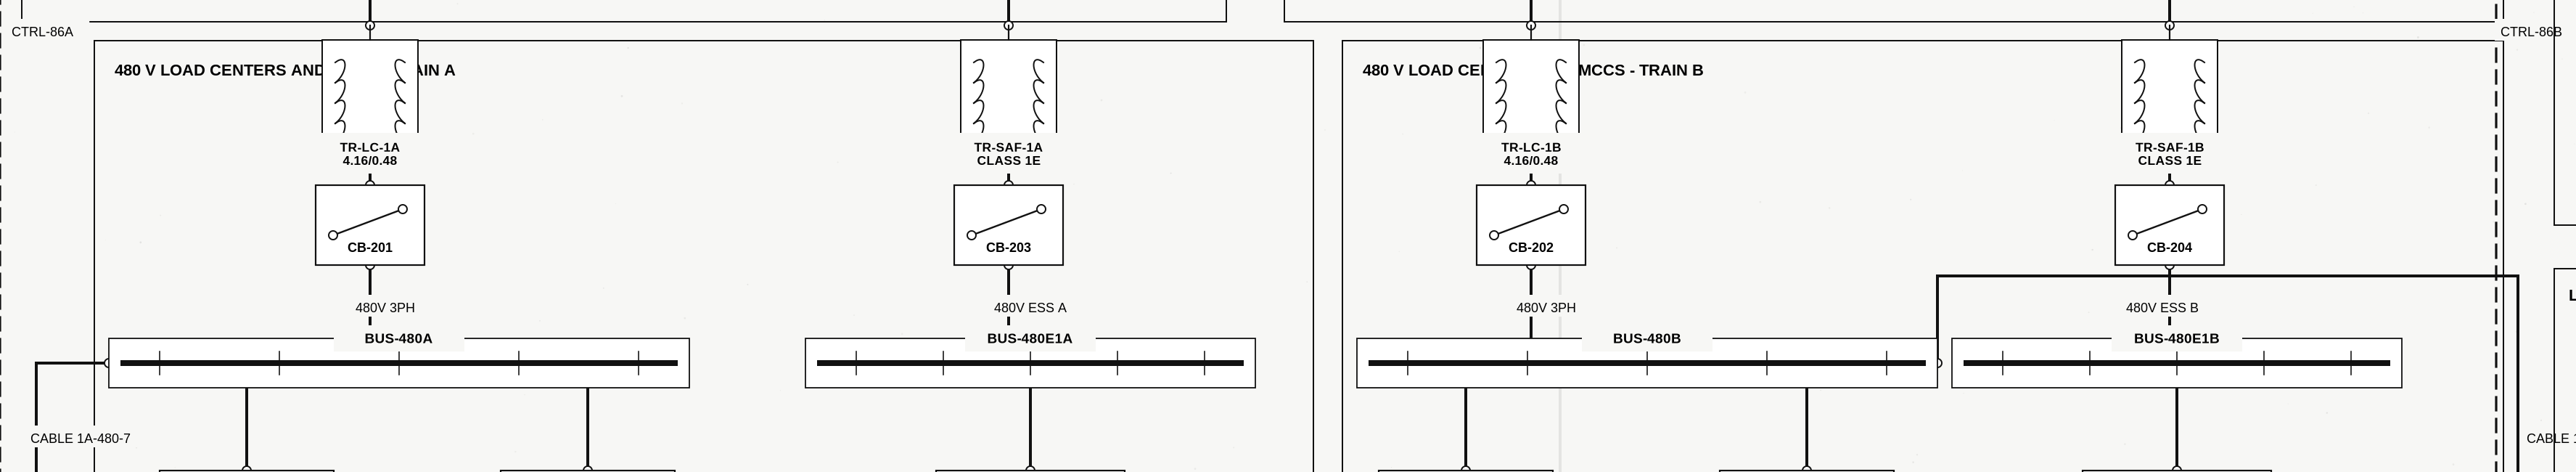 CTRL-86A
CTRL-86B
480 V LOAD CENTERS AND
480 V LOAD
MCCS - TRAIN B
TR-LC-1A
4.16/0.48
TR-SAF-1A
CLASS 1E
TR-LC-1B
4.16/0.48
TR-SAF-1B
CLASS 1E
CB-201
CB-203
CB-202
CB-204
480V 3PH
480V ESS A
480V 3PH
480V ESS B
BUS-480A
BUS-480E1A
BUS-480B
BUS-480E1B
CABLE 1A-480-7
CABLE